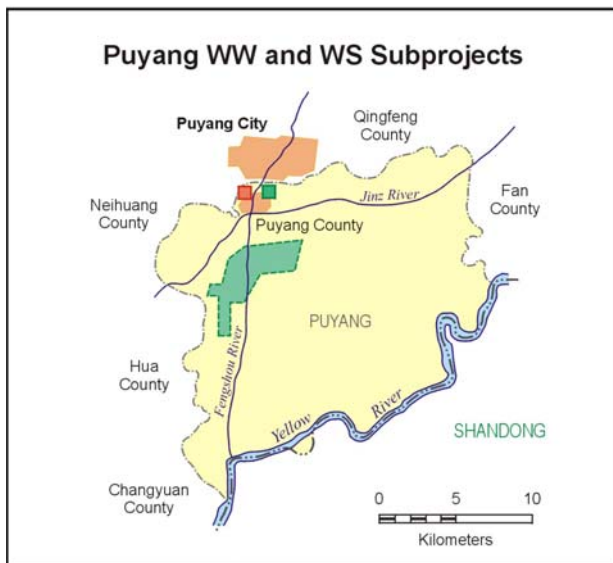 Puyang WW and WS Subprojects
Puyang City
Qingfeng
County
Neihuang
County
Jinz River
Fan
County
Puyang County
PUYANG
Fengshou River
Hua
County
Yellow River
SHANDONG
Changyuan
County
0 5 10
Kilometers